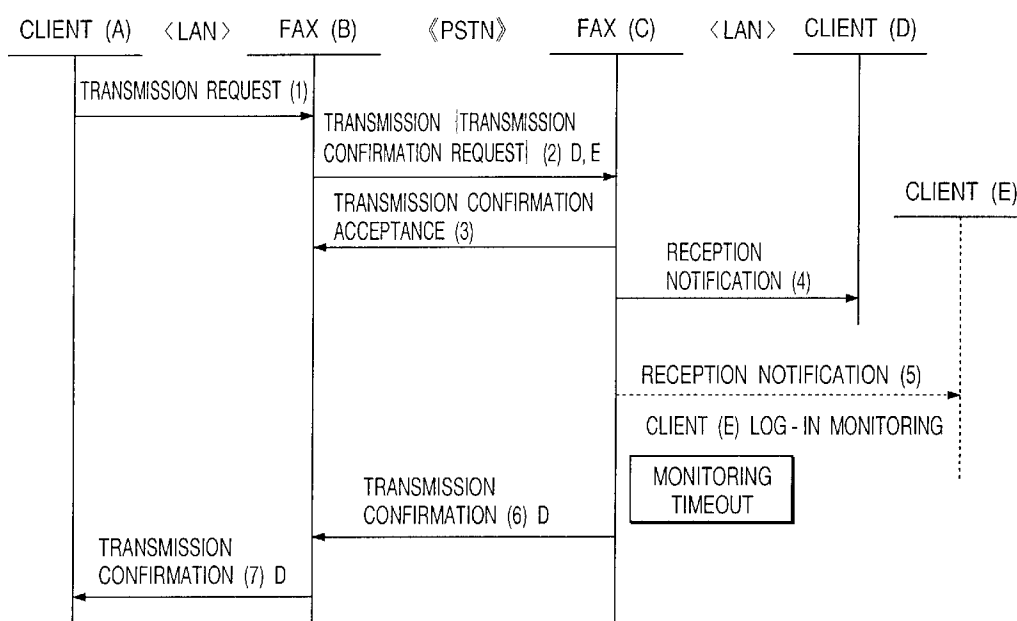 CLIENT (A) 〈LAN〉 FAX (B) 《PSTN》 FAX (C) 〈LAN〉 CLIENT (D)
TRANSMISSION REQUEST (1)
TRANSMISSION |TRANSMISSION
CONFIRMATION REQUEST| (2) D, E
CLIENT (E)
TRANSMISSION CONFIRMATION
ACCEPTANCE (3)
RECEPTION
NOTIFICATION (4)
RECEPTION NOTIFICATION (5)
CLIENT (E) LOG-IN MONITORING
MONITORING
TIMEOUT
TRANSMISSION
CONFIRMATION (6) D
TRANSMISSION
CONFIRMATION (7) D